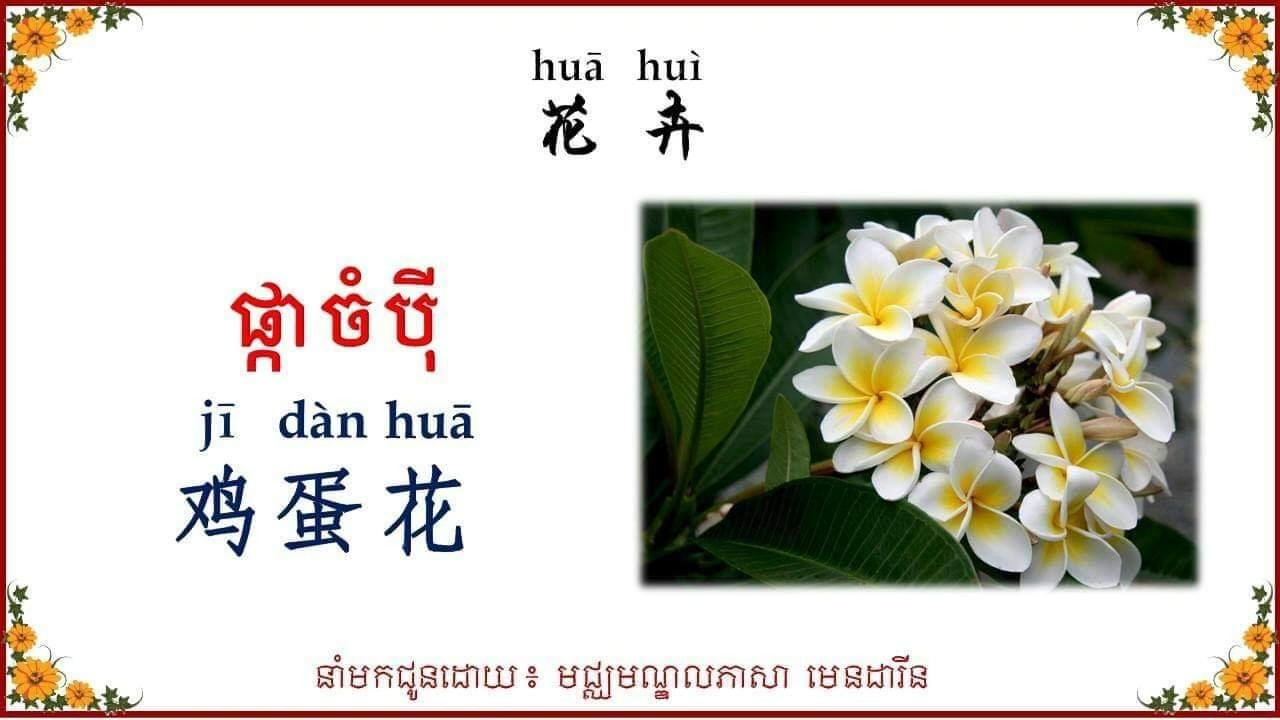 huā huì
花 卉
ផ្កាចំប៉ី
jī dàn huā
鸡蛋花
នាំមកជូនដោយ៖ មជ្ឈមណ្ឌលភាសា មេនដារីន